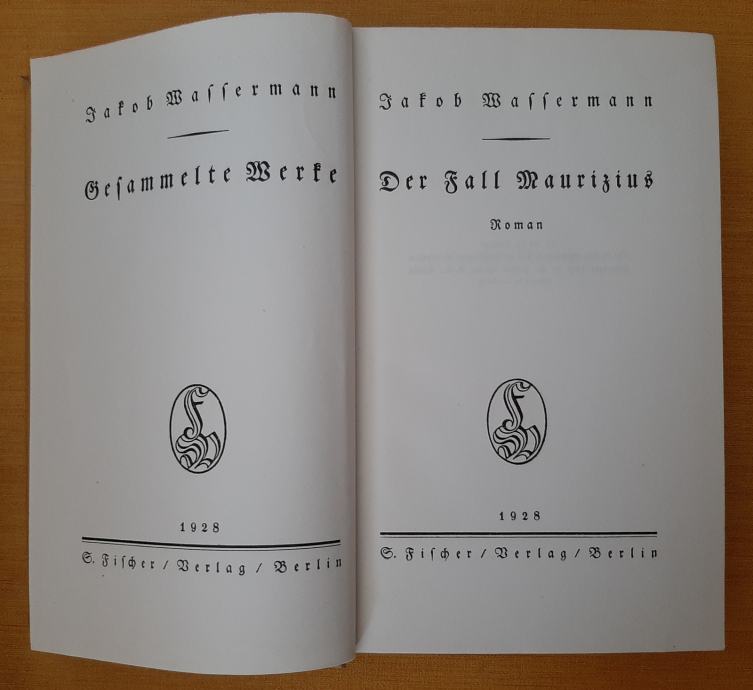 Jakob Wassermann
Gesammelte Werke
1928
S. Fischer / Verlag / Berlin
Jakob Wassermann
Der Fall Maurizius
Roman
1928
S. Fischer / Verlag / Berlin